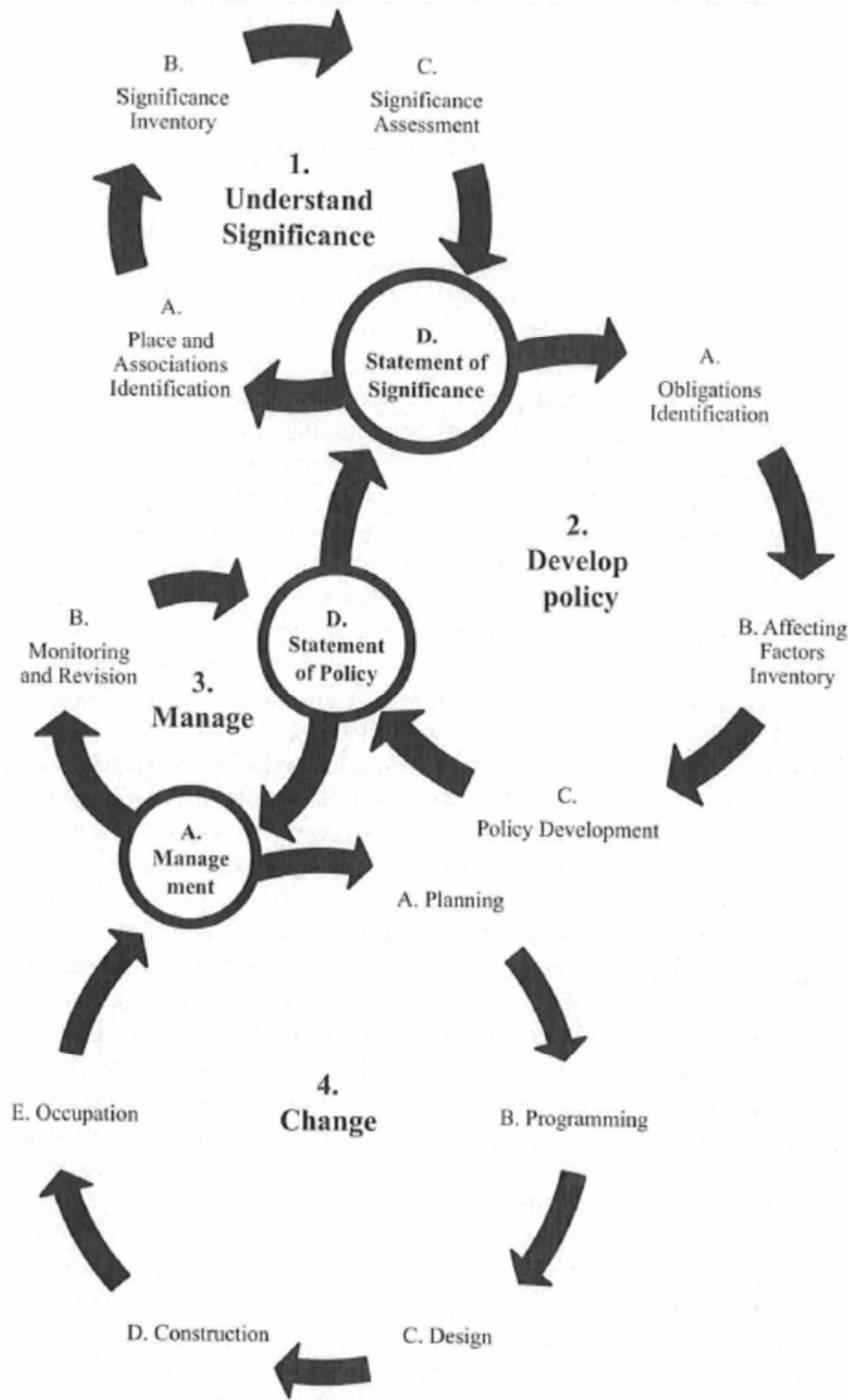 B.
Significance
Inventory
C.
Significance
Assessment
1.
Understand
Significance
A.
Place and
Associations
Identification
D.
Statement of
Significance
A.
Obligations
Identification
2.
Develop
policy
B. Affecting
Factors
Inventory
C.
Policy Development
D.
Statement
of Policy
B.
Monitoring
and Revision
3.
Manage
A.
Manage
ment
A. Planning
4.
Change
B. Programming
C. Design
D. Construction
E. Occupation